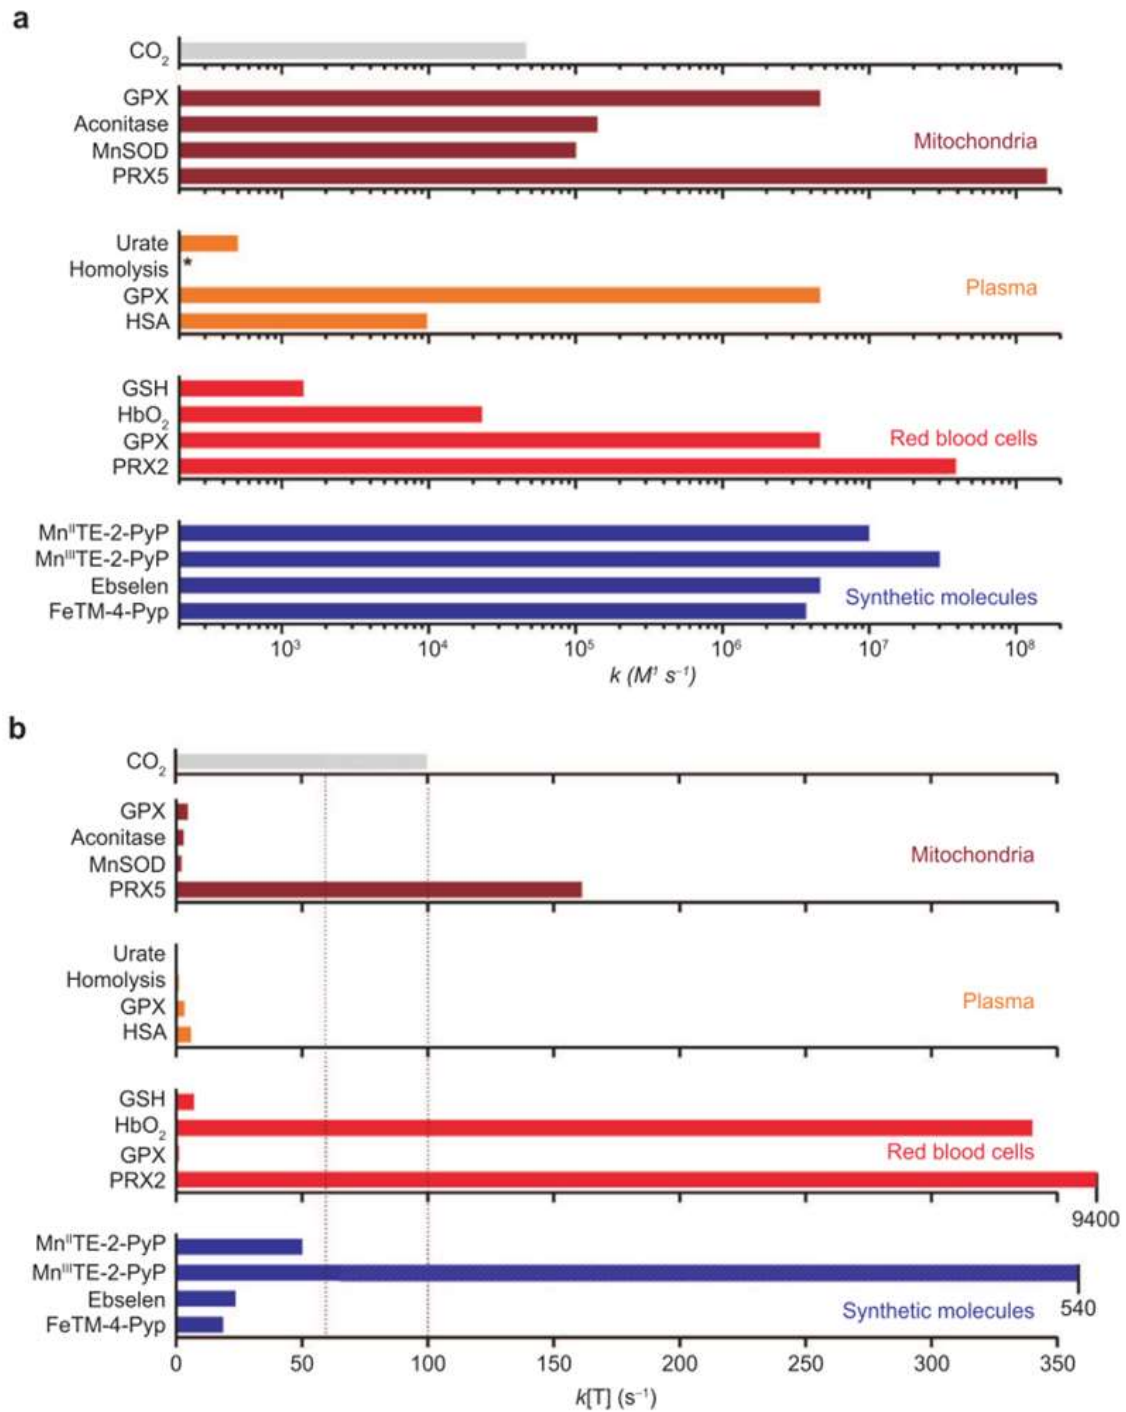 a
CO₂
GPX
Aconitase
MnSOD
PRX5
Mitochondria
Urate
Homolysis *
GPX
HSA
Plasma
GSH
HbO₂
GPX
PRX2
Red blood cells
MnᴵᴵTE-2-PyP
MnᴵᴵᴵTE-2-PyP
Ebselen
FeTM-4-Pyp
Synthetic molecules
10³ 10⁴ 10⁵ 10⁶ 10⁷ 10⁸
k (M¹ s⁻¹)
b
CO₂
GPX
Aconitase
MnSOD
PRX5
Mitochondria
Urate
Homolysis
GPX
HSA
Plasma
GSH
HbO₂
GPX
PRX2
Red blood cells
9400
MnᴵᴵTE-2-PyP
MnᴵᴵᴵTE-2-PyP
Ebselen
FeTM-4-Pyp
Synthetic molecules
540
0 50 100 150 200 250 300 350
k[T] (s⁻¹)